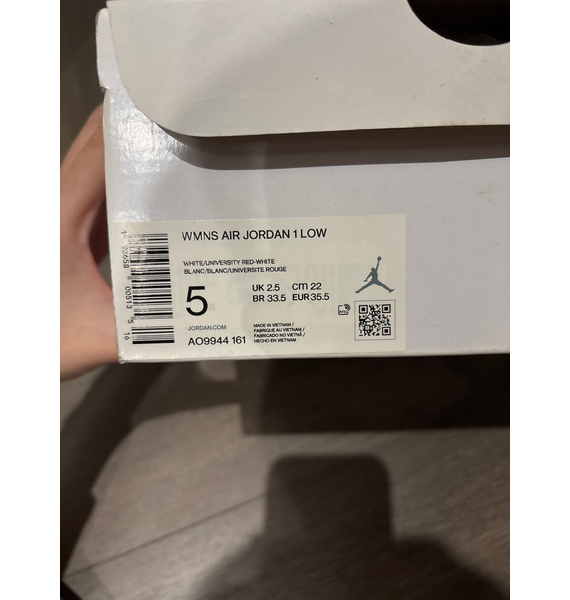 WMNS AIR JORDAN 1 LOW
WHITE/UNIVERSITY RED-WHITE
BLANC/BLANC/UNIVERSITE ROUGE
5
UK 2.5 CM 22
BR 33.5 EUR 35.5
JORDAN.COM
AO9944 161
MADE IN VIETNAM /
FABRIQUE AU VIETNAM /
FABRICADO NO VIETNÃ /
HECHO EN VIETNAM
00513
16